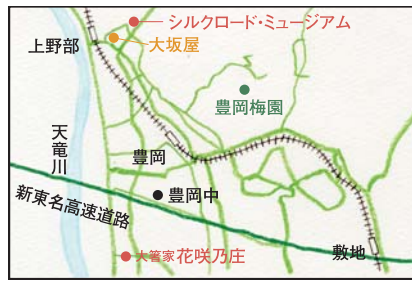 シルクロード・ミュージアム
上野部
大坂屋
豊岡梅園
天竜川
豊岡
豊岡中
新東名高速道路
敷地
大箸家 花咲乃庄